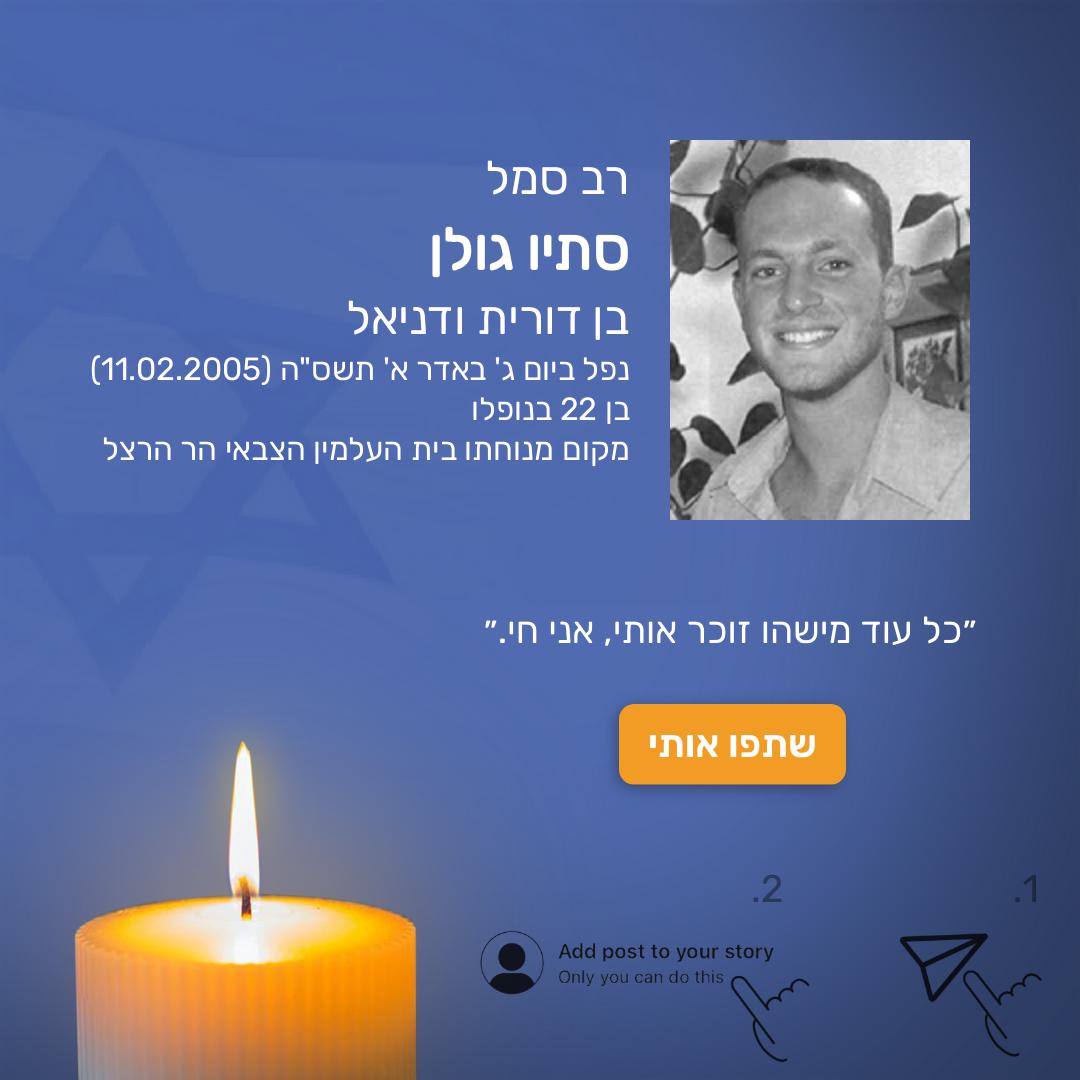 רב סמל
סתיו גולן
בן דורית ודניאל
נפל ביום ג' באדר א' תשס"ה (11.02.2005)
בן 22 בנופלו
מקום מנוחתו בית העלמין הצבאי הר הרצל
״כל עוד מישהו זוכר אותי, אני חי.״
שתפו אותי
.1
.2
Add post to your story
Only you can do this